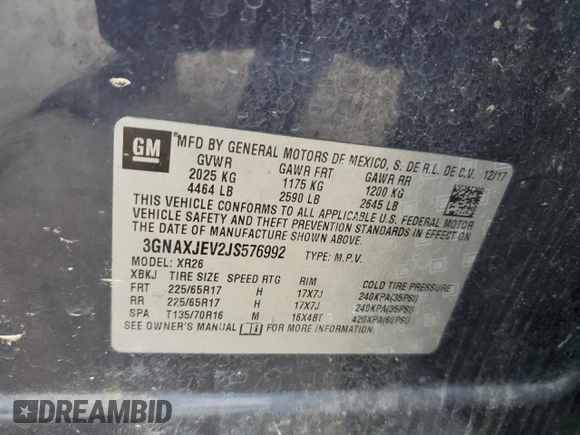 GM
MFD BY GENERAL MOTORS DE MEXICO, S. DE R.L. DE C.V. 12/17
GVWR GAWR FRT GAWR RR
2025 KG 1175 KG 1200 KG
4464 LB 2590 LB 2645 LB
THIS VEHICLE CONFORMS TO ALL APPLICABLE U.S. FEDERAL MOTOR
VEHICLE SAFETY AND THEFT PREVENTION STANDARDS IN EFFECT ON
THE DATE OF MANUFACTURE SHOWN ABOVE.
3GNAXJEV2JS576992 TYPE: M.P.V.
MODEL: XR26
XBKJ TIRE SIZE SPEED RTG RIM COLD TIRE PRESSURE
FRT 225/65R17 H 17X7J 240KPA(35PSI)
RR 225/65R17 H 17X7J 240KPA(35PSI)
SPA T135/70R16 M 16X4BT 420KPA(60PSI)
SEE OWNER'S MANUAL FOR MORE INFORMATION
DREAMBID